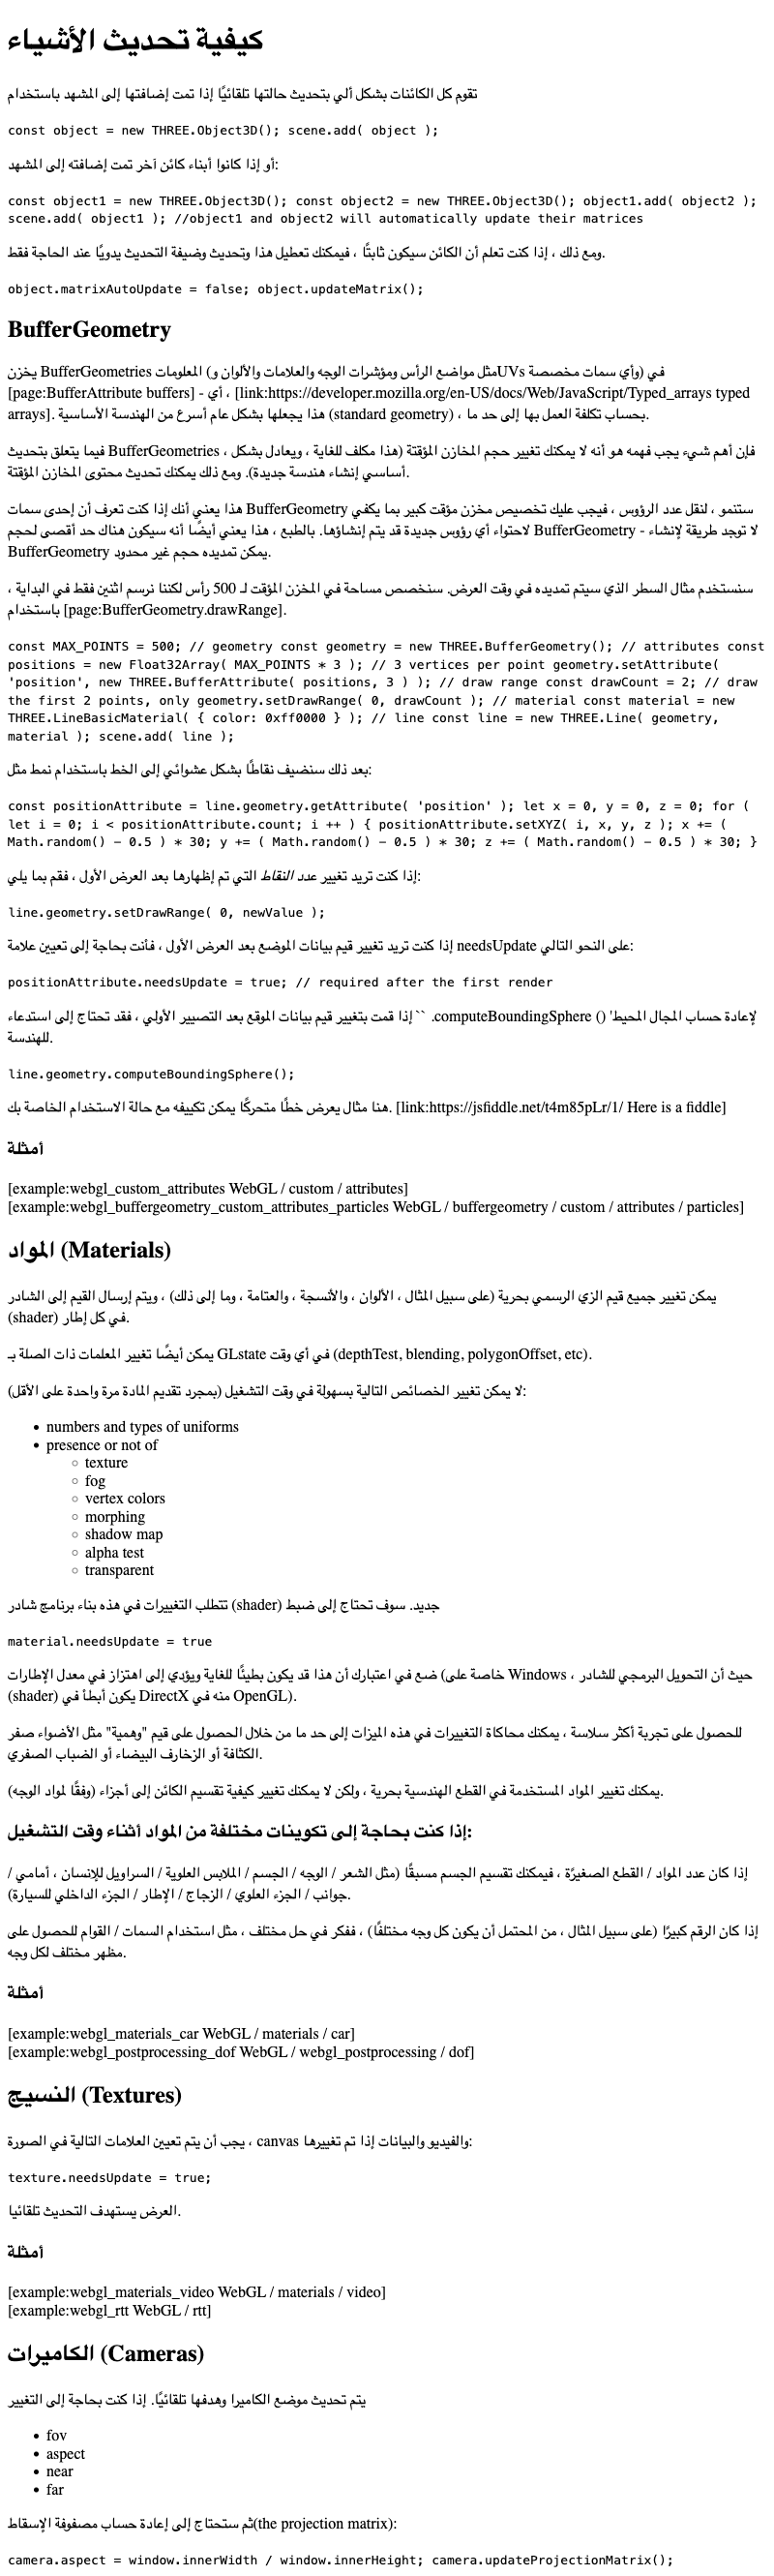 كيفية تحديث الأشياء
تقوم كل الكائنات بشكل ألي بتحديث حالتها تلقائيًا إذا تمت إضافتها إلى المشهد باستخدام
const object = new THREE.Object3D(); scene.add( object );
أو إذا كانوا أبناء كائن آخر تمت إضافته إلى المشهد:
const object1 = new THREE.Object3D(); const object2 = new THREE.Object3D(); object1.add( object2 );
scene.add( object1 ); //object1 and object2 will automatically update their matrices
ومع ذلك ، إذا كنت تعلم أن الكائن سيكون ثابتًا ، فيمكنك تعطيل هذا وتحديث وضيفة التحديث يدويًا عند الحاجة فقط.
object.matrixAutoUpdate = false; object.updateMatrix();
BufferGeometry
يخزن BufferGeometries المعلومات (مثل مواضع الرأس ومؤشرات الوجه والعلامات والألوان و UVs وأي سمات مخصصة) في
[page:BufferAttribute buffers] - أي ، [link:https://developer.mozilla.org/en-US/docs/Web/JavaScript/Typed_arrays typed
arrays]. هذا يجعلها بشكل عام أسرع من الهندسة الأساسية (standard geometry) ، بحساب تكلفة العمل بها إلى حد ما.
فيما يتعلق بتحديث BufferGeometries ، فإن أهم شيء يجب فهمه هو أنه لا يمكنك تغيير حجم المخازن المؤقتة (هذا مكلف للغاية ، ويعادل بشكل
أساسي إنشاء هندسة جديدة). ومع ذلك يمكنك تحديث محتوى المخازن المؤقتة.
هذا يعني أنك إذا كنت تعرف أن إحدى سمات BufferGeometry ستنمو ، لنقل عدد الرؤوس ، فيجب عليك تخصيص مخزن مؤقت كبير بما يكفي
لاحتواء أي رؤوس جديدة قد يتم إنشاؤها. بالطبع ، هذا يعني أيضًا أنه سيكون هناك حد أقصى لحجم BufferGeometry - لا توجد طريقة لإنشاء
BufferGeometry يمكن تمديده حجم غير محدود.
سنستخدم مثال السطر الذي سيتم تمديده في وقت العرض. سنخصص مساحة في المخزن المؤقت لـ 500 رأس لكننا نرسم اثنين فقط في البداية ،
باستخدام [page:BufferGeometry.drawRange].
const MAX_POINTS = 500; // geometry const geometry = new THREE.BufferGeometry(); // attributes const
positions = new Float32Array( MAX_POINTS * 3 ); // 3 vertices per point geometry.setAttribute(
'position', new THREE.BufferAttribute( positions, 3 ) ); // draw range const drawCount = 2; // draw
the first 2 points, only geometry.setDrawRange( 0, drawCount ); // material const material = new
THREE.LineBasicMaterial( { color: 0xff0000 } ); // line const line = new THREE.Line( geometry,
material ); scene.add( line );
بعد ذلك سنضيف نقاطًا بشكل عشوائي إلى الخط باستخدام نمط مثل:
const positionAttribute = line.geometry.getAttribute( 'position' ); let x = 0, y = 0, z = 0; for (
let i = 0; i < positionAttribute.count; i ++ ) { positionAttribute.setXYZ( i, x, y, z ); x += (
Math.random() - 0.5 ) * 30; y += ( Math.random() - 0.5 ) * 30; z += ( Math.random() - 0.5 ) * 30; }
إذا كنت تريد تغيير عدد النقاط التي تم إظهارها بعد العرض الأول ، فقم بما يلي:
line.geometry.setDrawRange( 0, newValue );
إذا كنت تريد تغيير قيم بيانات الموضع بعد العرض الأول ، فأنت بحاجة إلى تعيين علامة needsUpdate على النحو التالي:
positionAttribute.needsUpdate = true; // required after the first render
إذا قمت بتغيير قيم بيانات الموقع بعد التصيير الأولي ، فقد تحتاج إلى استدعاء `` .computeBoundingSphere () 'لإعادة حساب المجال المحيط
للهندسة.
line.geometry.computeBoundingSphere();
هنا مثال يعرض خطًا متحركًا يمكن تكييفه مع حالة الاستخدام الخاصة بك. [link:https://jsfiddle.net/t4m85pLr/1/ Here is a fiddle]
أمثلة
[example:webgl_custom_attributes WebGL / custom / attributes]
[example:webgl_buffergeometry_custom_attributes_particles WebGL / buffergeometry / custom / attributes / particles]
المواد (Materials)
يمكن تغيير جميع قيم الزي الرسمي بحرية (على سبيل المثال ، الألوان ، والأنسجة ، والعتامة ، وما إلى ذلك) ، ويتم إرسال القيم إلى الشادر
(shader) في كل إطار.
يمكن أيضًا تغيير المعلمات ذات الصلة بـ GLstate في أي وقت (depthTest, blending, polygonOffset, etc).
لا يمكن تغيير الخصائص التالية بسهولة في وقت التشغيل (بمجرد تقديم المادة مرة واحدة على الأقل):
numbers and types of uniforms
presence or not of
texture
fog
vertex colors
morphing
shadow map
alpha test
transparent
تتطلب التغييرات في هذه بناء برنامج شادر (shader) جديد. سوف تحتاج إلى ضبط
material.needsUpdate = true
ضع في اعتبارك أن هذا قد يكون بطيئًا للغاية ويؤدي إلى اهتزاز في معدل الإطارات (خاصة على Windows ، حيث أن التحويل البرمجي للشادر
(shader) يكون أبطأ في DirectX منه في OpenGL).
للحصول على تجربة أكثر سلاسة ، يمكنك محاكاة التغييرات في هذه الميزات إلى حد ما من خلال الحصول على قيم "وهمية" مثل الأضواء صفر
الكثافة أو الزخارف البيضاء أو الضباب الصفري.
يمكنك تغيير المواد المستخدمة في القطع الهندسية بحرية ، ولكن لا يمكنك تغيير كيفية تقسيم الكائن إلى أجزاء (وفقًا لمواد الوجه).
إذا كنت بحاجة إلى تكوينات مختلفة من المواد أثناء وقت التشغيل:
إذا كان عدد المواد / القطع الصغيرًة ، فيمكنك تقسيم الجسم مسبقًا (مثل الشعر / الوجه / الجسم / الملابس العلوية / السراويل للإنسان ، أمامي /
جوانب / الجزء العلوي / الزجاج / الإطار / الجزء الداخلي للسيارة).
إذا كان الرقم كبيرًا (على سبيل المثال ، من المحتمل أن يكون كل وجه مختلفًا) ، ففكر في حل مختلف ، مثل استخدام السمات / القوام للحصول على
مظهر مختلف لكل وجه.
أمثلة
[example:webgl_materials_car WebGL / materials / car]
[example:webgl_postprocessing_dof WebGL / webgl_postprocessing / dof]
النسيج (Textures)
يجب أن يتم تعيين العلامات التالية في الصورة ، canvas والفيديو والبيانات إذا تم تغييرها:
texture.needsUpdate = true;
العرض يستهدف التحديث تلقائيا.
أمثلة
[example:webgl_materials_video WebGL / materials / video]
[example:webgl_rtt WebGL / rtt]
الكاميرات (Cameras)
يتم تحديث موضع الكاميرا وهدفها تلقائيًا. إذا كنت بحاجة إلى التغيير
fov
aspect
near
far
ثم ستحتاج إلى إعادة حساب مصفوفة الإسقاط(the projection matrix):
camera.aspect = window.innerWidth / window.innerHeight; camera.updateProjectionMatrix();